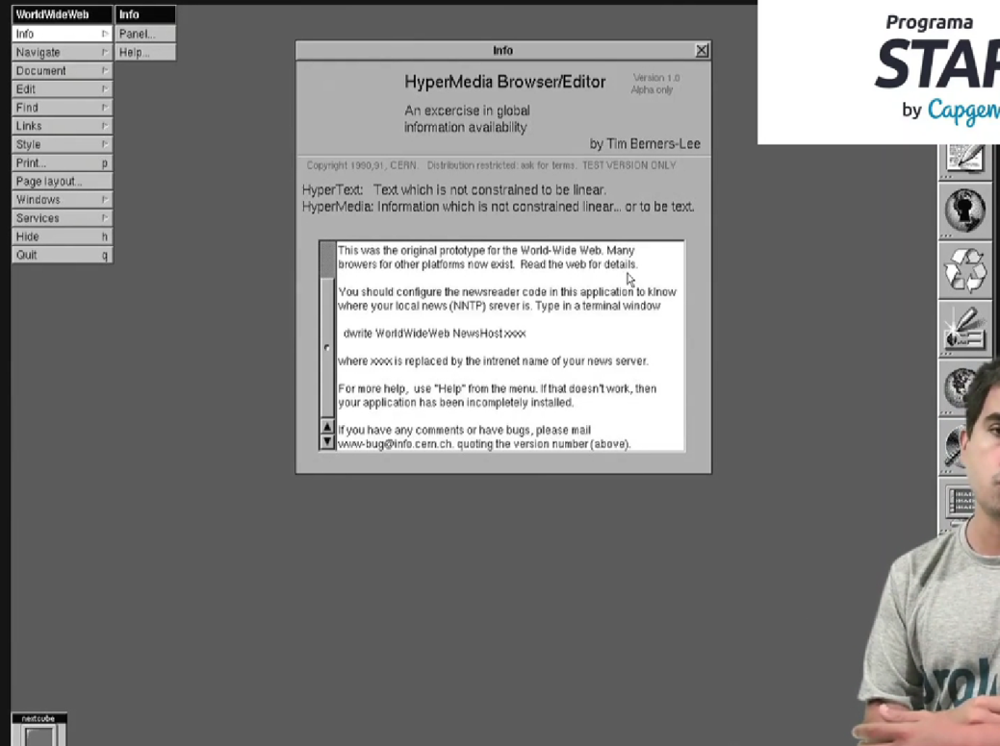 WorldWideWeb
Info
Navigate
Document
Edit
Find
Links
Style
Print... p
Page layout...
Windows
Services
Hide h
Quit q
Info
Panel...
Help...
Info
HyperMedia Browser/Editor
Version 1.0
Alpha only
An excercise in global
information availability
by Tim Berners-Lee
Copyright 1990,91, CERN. Distribution restricted: ask for terms. TEST VERSION ONLY
HyperText: Text which is not constrained to be linear.
HyperMedia: Information which is not constrained linear... or to be text.
This was the original prototype for the World-Wide Web. Many
browers for other platforms now exist. Read the web for details.
You should configure the newsreader code in this application to klnow
where your local news (NNTP) srever is. Type in a terminal window
dwrite WorldWideWeb NewsHost xxxx
where xxxx is replaced by the intrenet name of your news server.
For more help, use "Help" from the menu. If that doesn't work, then
your application has been incompletely installed.
If you have any comments or have bugs, please mail
www-bug@info.cern.ch. quoting the version number (above).
Programa
STAR
by Capgem
nextcube